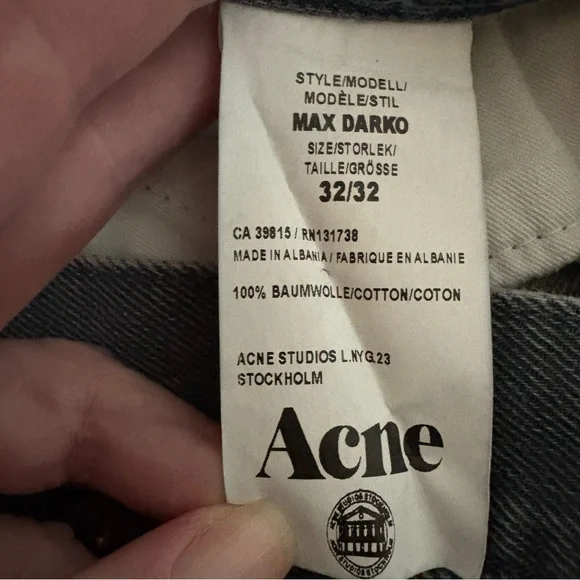 STYLE/MODELL/
MODÈLE/STIL
MAX DARKO
SIZE/STORLEK/
TAILLE/GRÖSSE
32/32
CA 39815 / RN131738
MADE IN ALBANIA / FABRIQUE EN ALBANIE
100% BAUMWOLLE/COTTON/COTON
ACNE STUDIOS L.NYG.23
STOCKHOLM
Acne